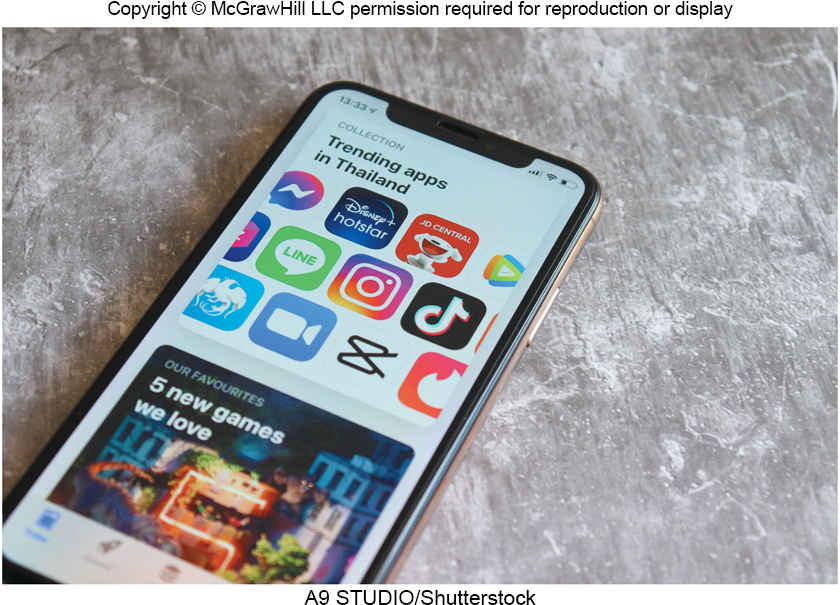 Copyright © McGrawHill LLC permission required for reproduction or display
13:33
COLLECTION
Trending apps
in Thailand
Disney+
hotstar
JD CENTRAL
LINE
OUR FAVOURITES
5 new games
we love
Today
A9 STUDIO/Shutterstock